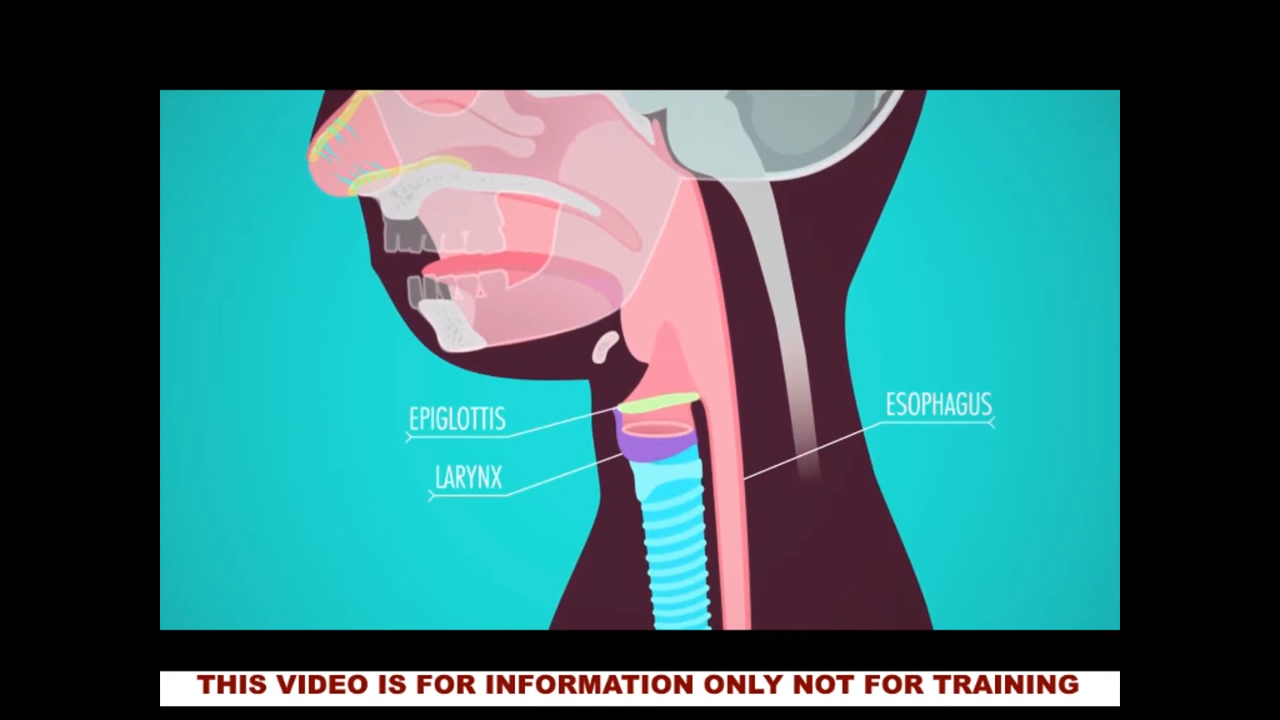 ESOPHAGUS
EPIGLOTTIS
LARYNX
THIS VIDEO IS FOR INFORMATION ONLY NOT FOR TRAINING